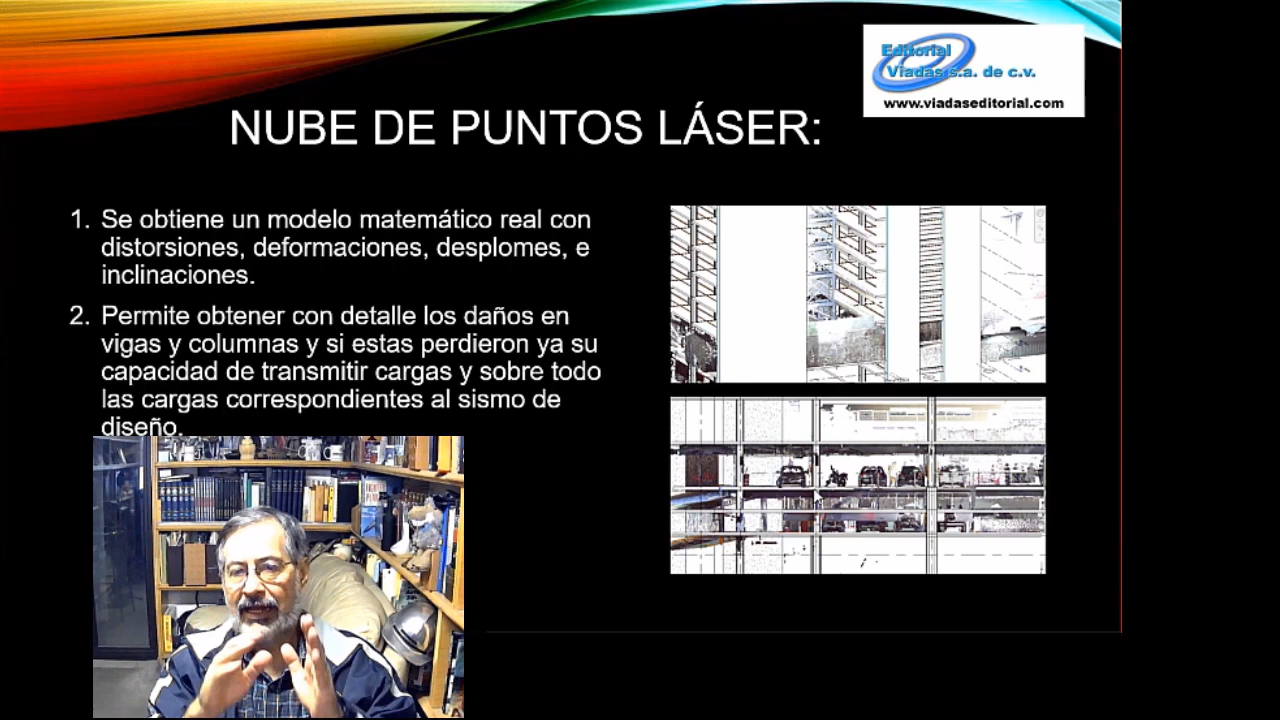 Editorial
Viadas s.a. de c.v.
www.viadaseditorial.com
NUBE DE PUNTOS LÁSER:
1. Se obtiene un modelo matemático real con
distorsiones, deformaciones, desplomes, e
inclinaciones.
2. Permite obtener con detalle los daños en
vigas y columnas y si estas perdieron ya su
capacidad de transmitir cargas y sobre todo
las cargas correspondientes al sismo de
diseño.